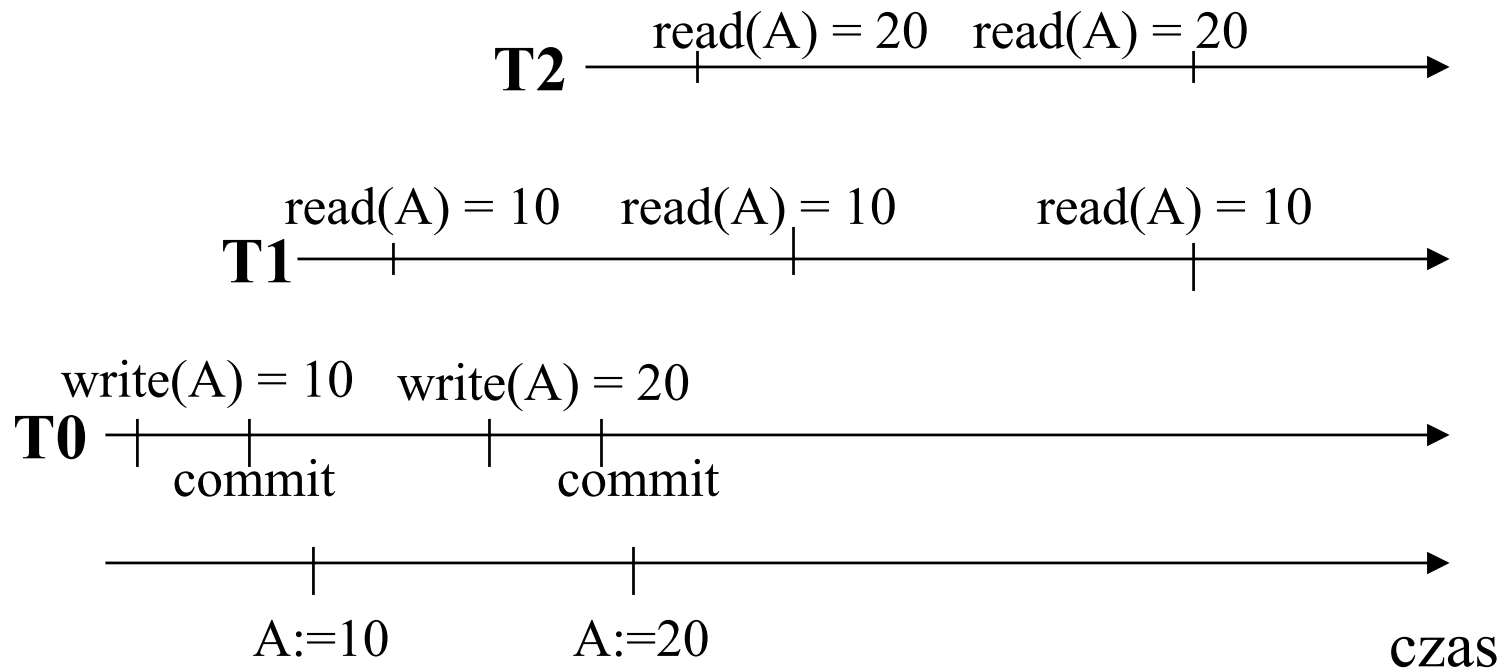 read(A) = 20 read(A) = 20
T2
read(A) = 10 read(A) = 10 read(A) = 10
T1
write(A) = 10 write(A) = 20
T0
commit commit
A:=10 A:=20
czas